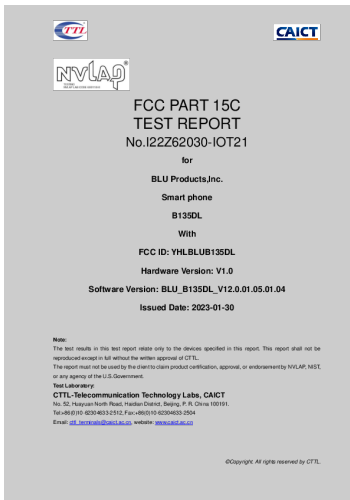 CTTL
CAICT
NVLAP®
FCC PART 15C
TEST REPORT
No.I22Z62030-IOT21
for
BLU Products,Inc.
Smart phone
B135DL
With
FCC ID: YHLBLUB135DL
Hardware Version: V1.0
Software Version: BLU_B135DL_V12.0.01.05.01.04
Issued Date: 2023-01-30
Note:
The test results in this test report relate only to the devices specified in this report. This report shall not be
reproduced except in full without the written approval of CTTL.
The report must not be used by the client to claim product certification, approval, or endorsement by NVLAP, NIST,
or any agency of the U.S.Government.
Test Laboratory:
CTTL-Telecommunication Technology Labs, CAICT
No. 52, Huayuan North Road, Haidian District, Beijing, P. R. China 100191.
Tel:+86(0)10-62304633-2512, Fax:+86(0)10-62304633-2504
Email: cttl_terminals@caict.ac.cn, website: www.caict.ac.cn
©Copyright. All rights reserved by CTTL.